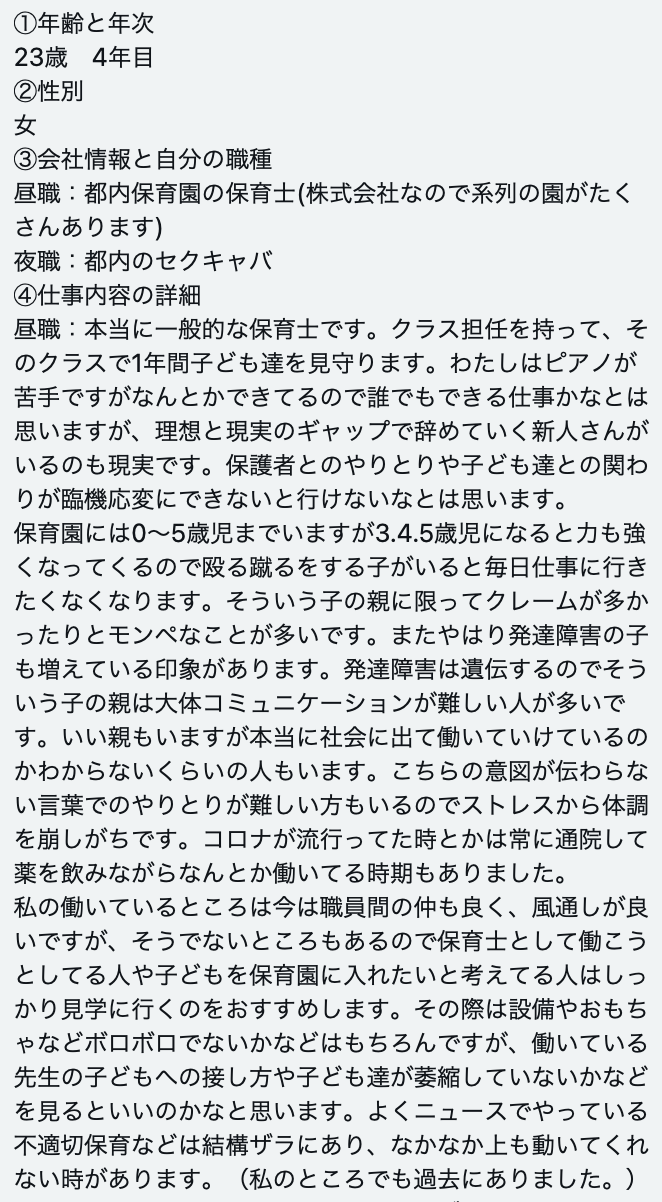 ①年齢と年次
23歳　4年目
②性別
女
③会社情報と自分の職種
昼職：都内保育園の保育士(株式会社なので系列の園がたく
さんあります)
夜職：都内のセクキャバ
④仕事内容の詳細
昼職：本当に一般的な保育士です。クラス担任を持って、そ
のクラスで1年間子ども達を見守ります。わたしはピアノが
苦手ですがなんとかできてるので誰でもできる仕事かなとは
思いますが、理想と現実のギャップで辞めていく新人さんが
いるのも現実です。保護者とのやりとりや子ども達との関わ
りが臨機応変にできないと行けないなとは思います。
保育園には0〜5歳児までいますが3.4.5歳児になると力も強
くなってくるので殴る蹴るをする子がいると毎日仕事に行き
たくなくなります。そういう子の親に限ってクレームが多か
ったりとモンペなことが多いです。またやはり発達障害の子
も増えている印象があります。発達障害は遺伝するのでそう
いう子の親は大体コミュニケーションが難しい人が多いで
す。いい親もいますが本当に社会に出て働いていけているの
かわからないくらいの人もいます。こちらの意図が伝わらな
い言葉でのやりとりが難しい方もいるのでストレスから体調
を崩しがちです。コロナが流行ってた時とかは常に通院して
薬を飲みながらなんとか働いてる時期もありました。
私の働いているところは今は職員間の仲も良く、風通しが良
いですが、そうでないところもあるので保育士として働こう
としてる人や子どもを保育園に入れたいと考えてる人はしっ
かり見学に行くのをおすすめします。その際は設備やおもち
ゃなどボロボロでないかなどはもちろんですが、働いている
先生の子どもへの接し方や子ども達が萎縮していないかなど
を見るといいのかなと思います。よくニュースでやっている
不適切保育などは結構ザラにあり、なかなか上も動いてくれ
ない時があります。（私のところでも過去にありました。）